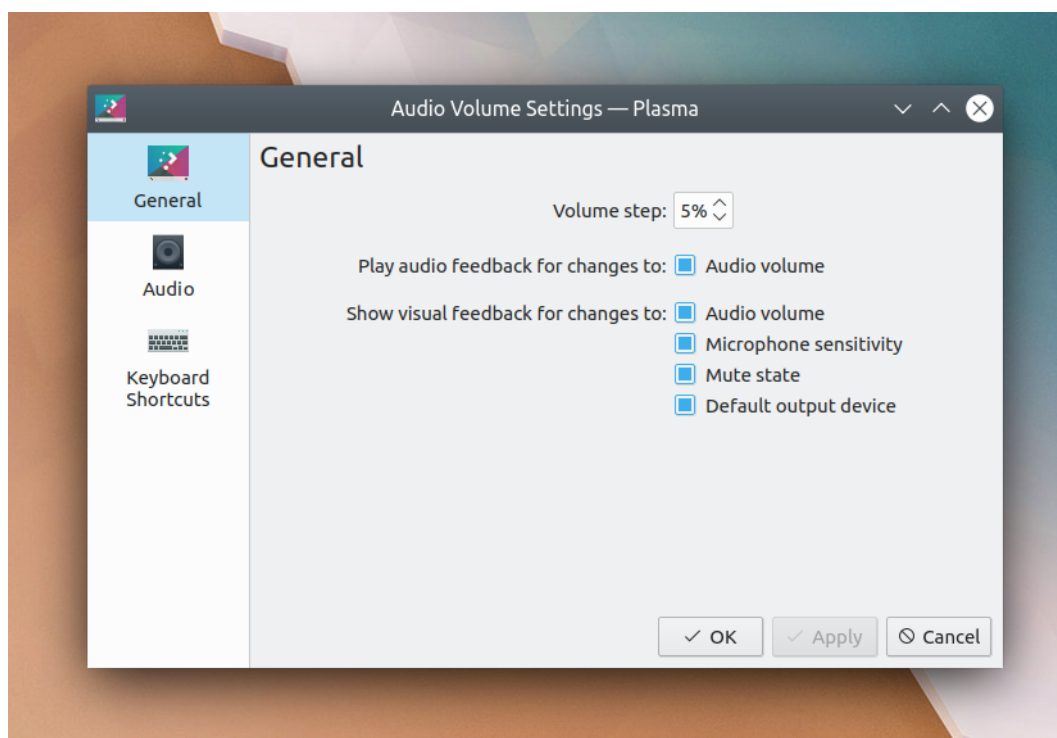 Audio Volume Settings — Plasma
General
Audio
Keyboard
Shortcuts
General
Volume step: 5%
Play audio feedback for changes to: Audio volume
Show visual feedback for changes to: Audio volume
Microphone sensitivity
Mute state
Default output device
OK Apply Cancel